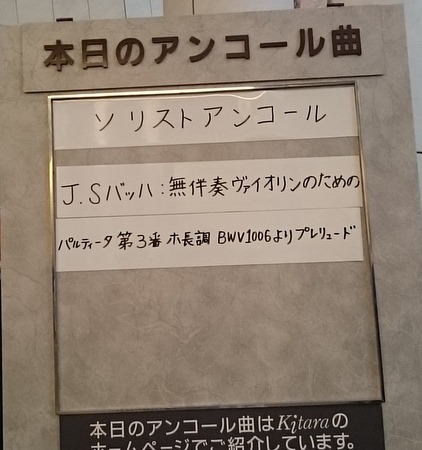 本日のアンコール曲
ソリストアンコール
J.Sバッハ:無伴奏ヴァイオリンのための
パルティータ 第3番 ホ長調 BWV1006よりプレリュード
本日のアンコール曲はKitaraの
ホームページでご紹介しています。